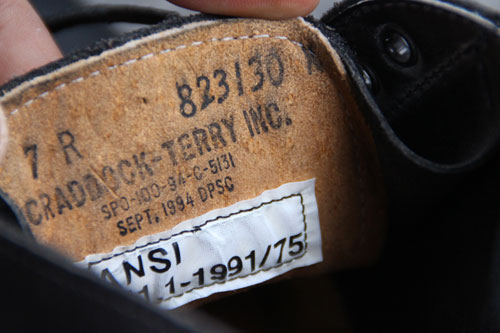 7 R 823130
CRADDOCK-TERRY INC.
SPO-100-94-C-5131
SEPT. 1994 DPSC
ANSI
1-1991/75